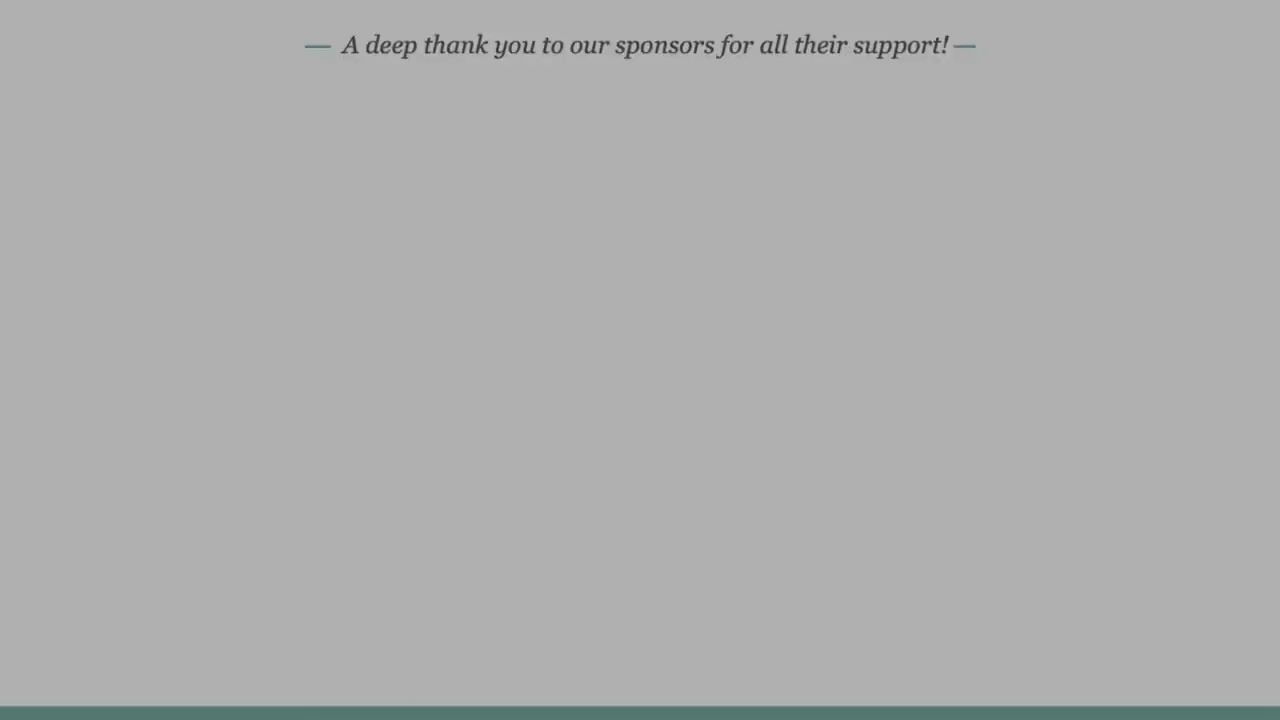 — A deep thank you to our sponsors for all their support! —